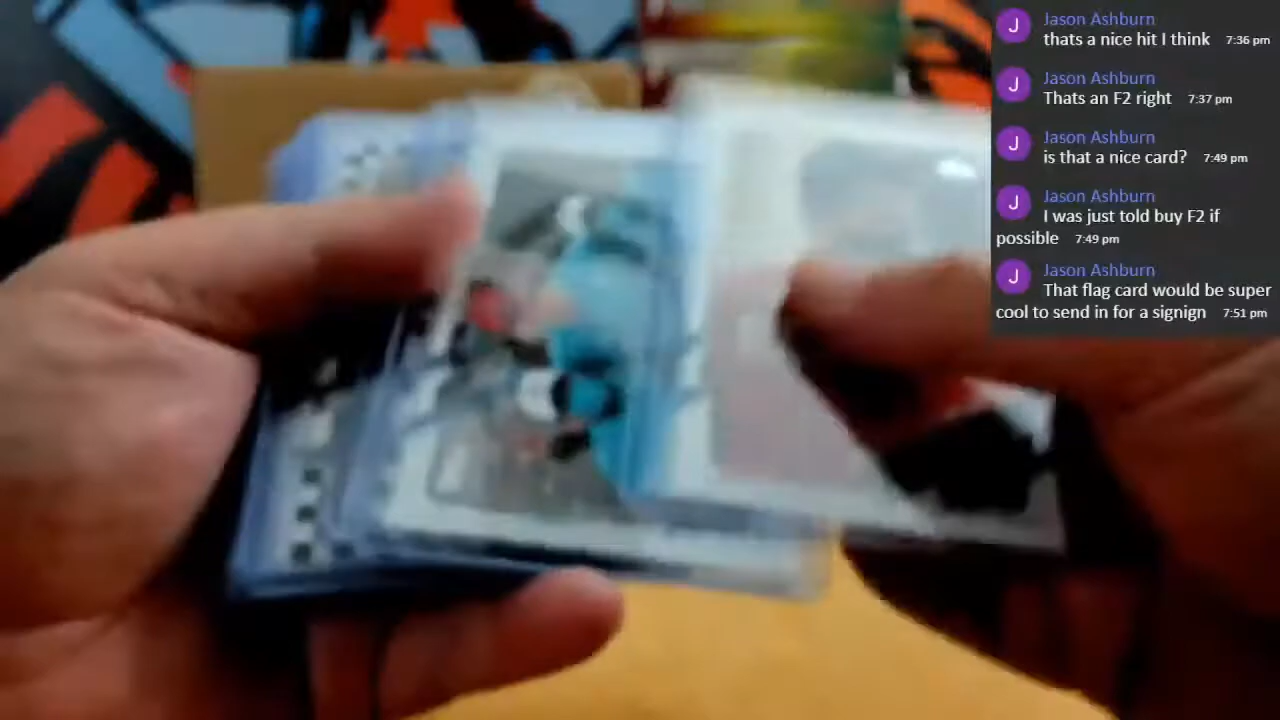 J
Jason Ashburn
thats a nice hit I think 7:36 pm
J
Jason Ashburn
Thats an F2 right 7:37 pm
J
Jason Ashburn
is that a nice card? 7:49 pm
J
Jason Ashburn
I was just told buy F2 if
possible 7:49 pm
J
Jason Ashburn
That flag card would be super
cool to send in for a signign 7:51 pm